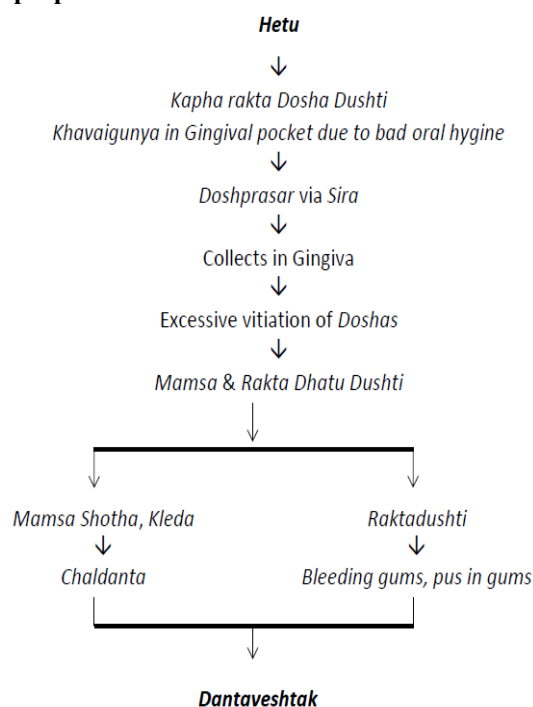 Hetu
Kapha rakta Dosha Dushti
Khavaigunya in Gingival pocket due to bad oral hygine
Doshprasar via Sira
Collects in Gingiva
Excessive vitiation of Doshas
Mamsa & Rakta Dhatu Dushti
Mamsa Shotha, Kleda
Raktadushti
Chaldanta
Bleeding gums, pus in gums
Dantaveshtak